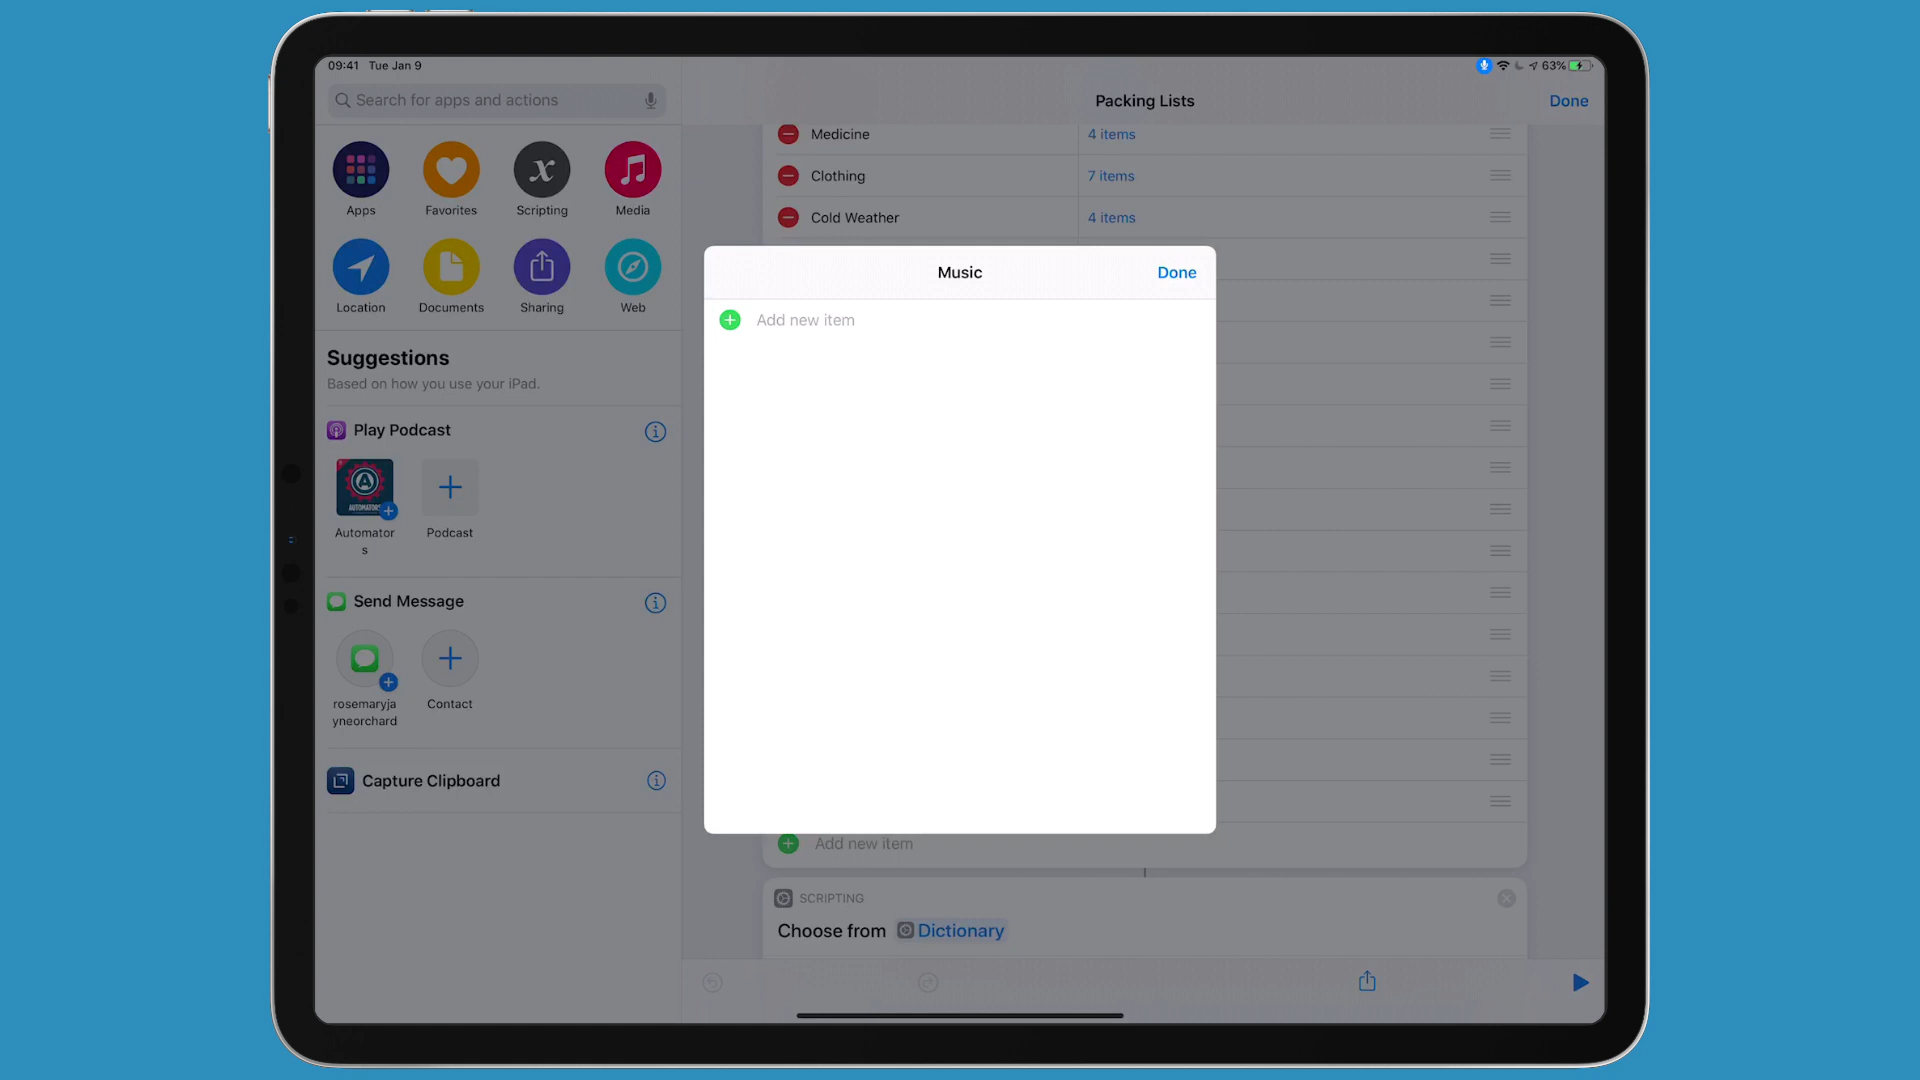 09:41 Tue Jan 9
63%
Search for apps and actions
Packing Lists
Done
Apps
Favorites
Scripting
Media
Location
Documents
Sharing
Web
Suggestions
Based on how you use your iPad.
Play Podcast
AUTOMATORS
Automator
s
Podcast
Send Message
rosemaryja
yneorchard
Contact
Capture Clipboard
Medicine
4 items
Clothing
7 items
Cold Weather
4 items
Music
Done
Add new item
Add new item
SCRIPTING
Choose from Dictionary